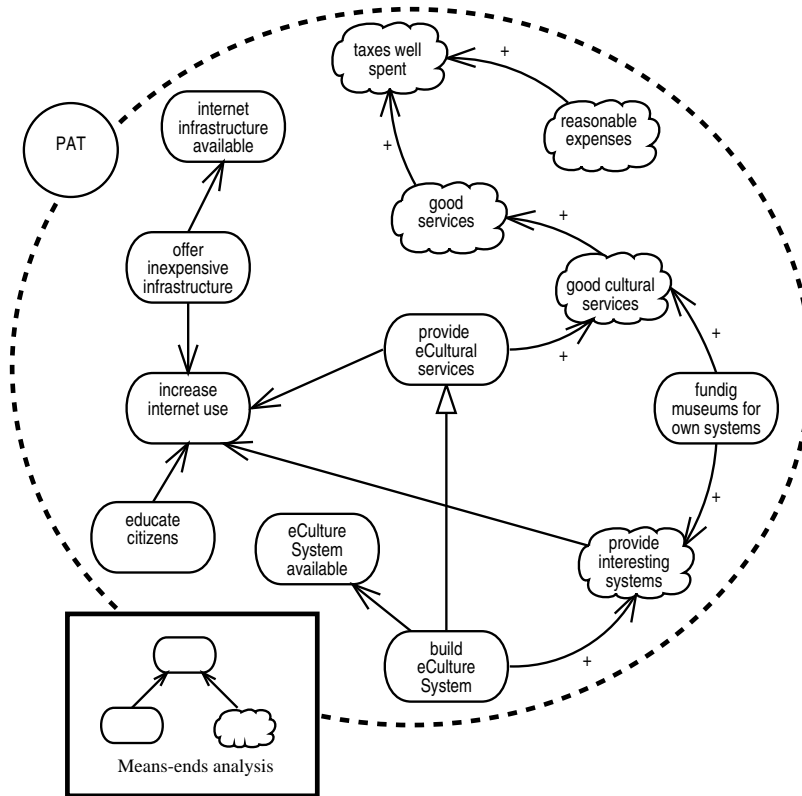 taxes well
spent
+
internet
infrastructure
available
PAT
reasonable
expenses
+
good
services
+
offer
inexpensive
infrastructure
good cultural
services
provide
eCultural
services
+
+
increase
internet use
fundig
museums for
own systems
+
educate
citizens
eCulture
System
available
provide
interesting
systems
build
eCulture
System
+
Means-ends analysis